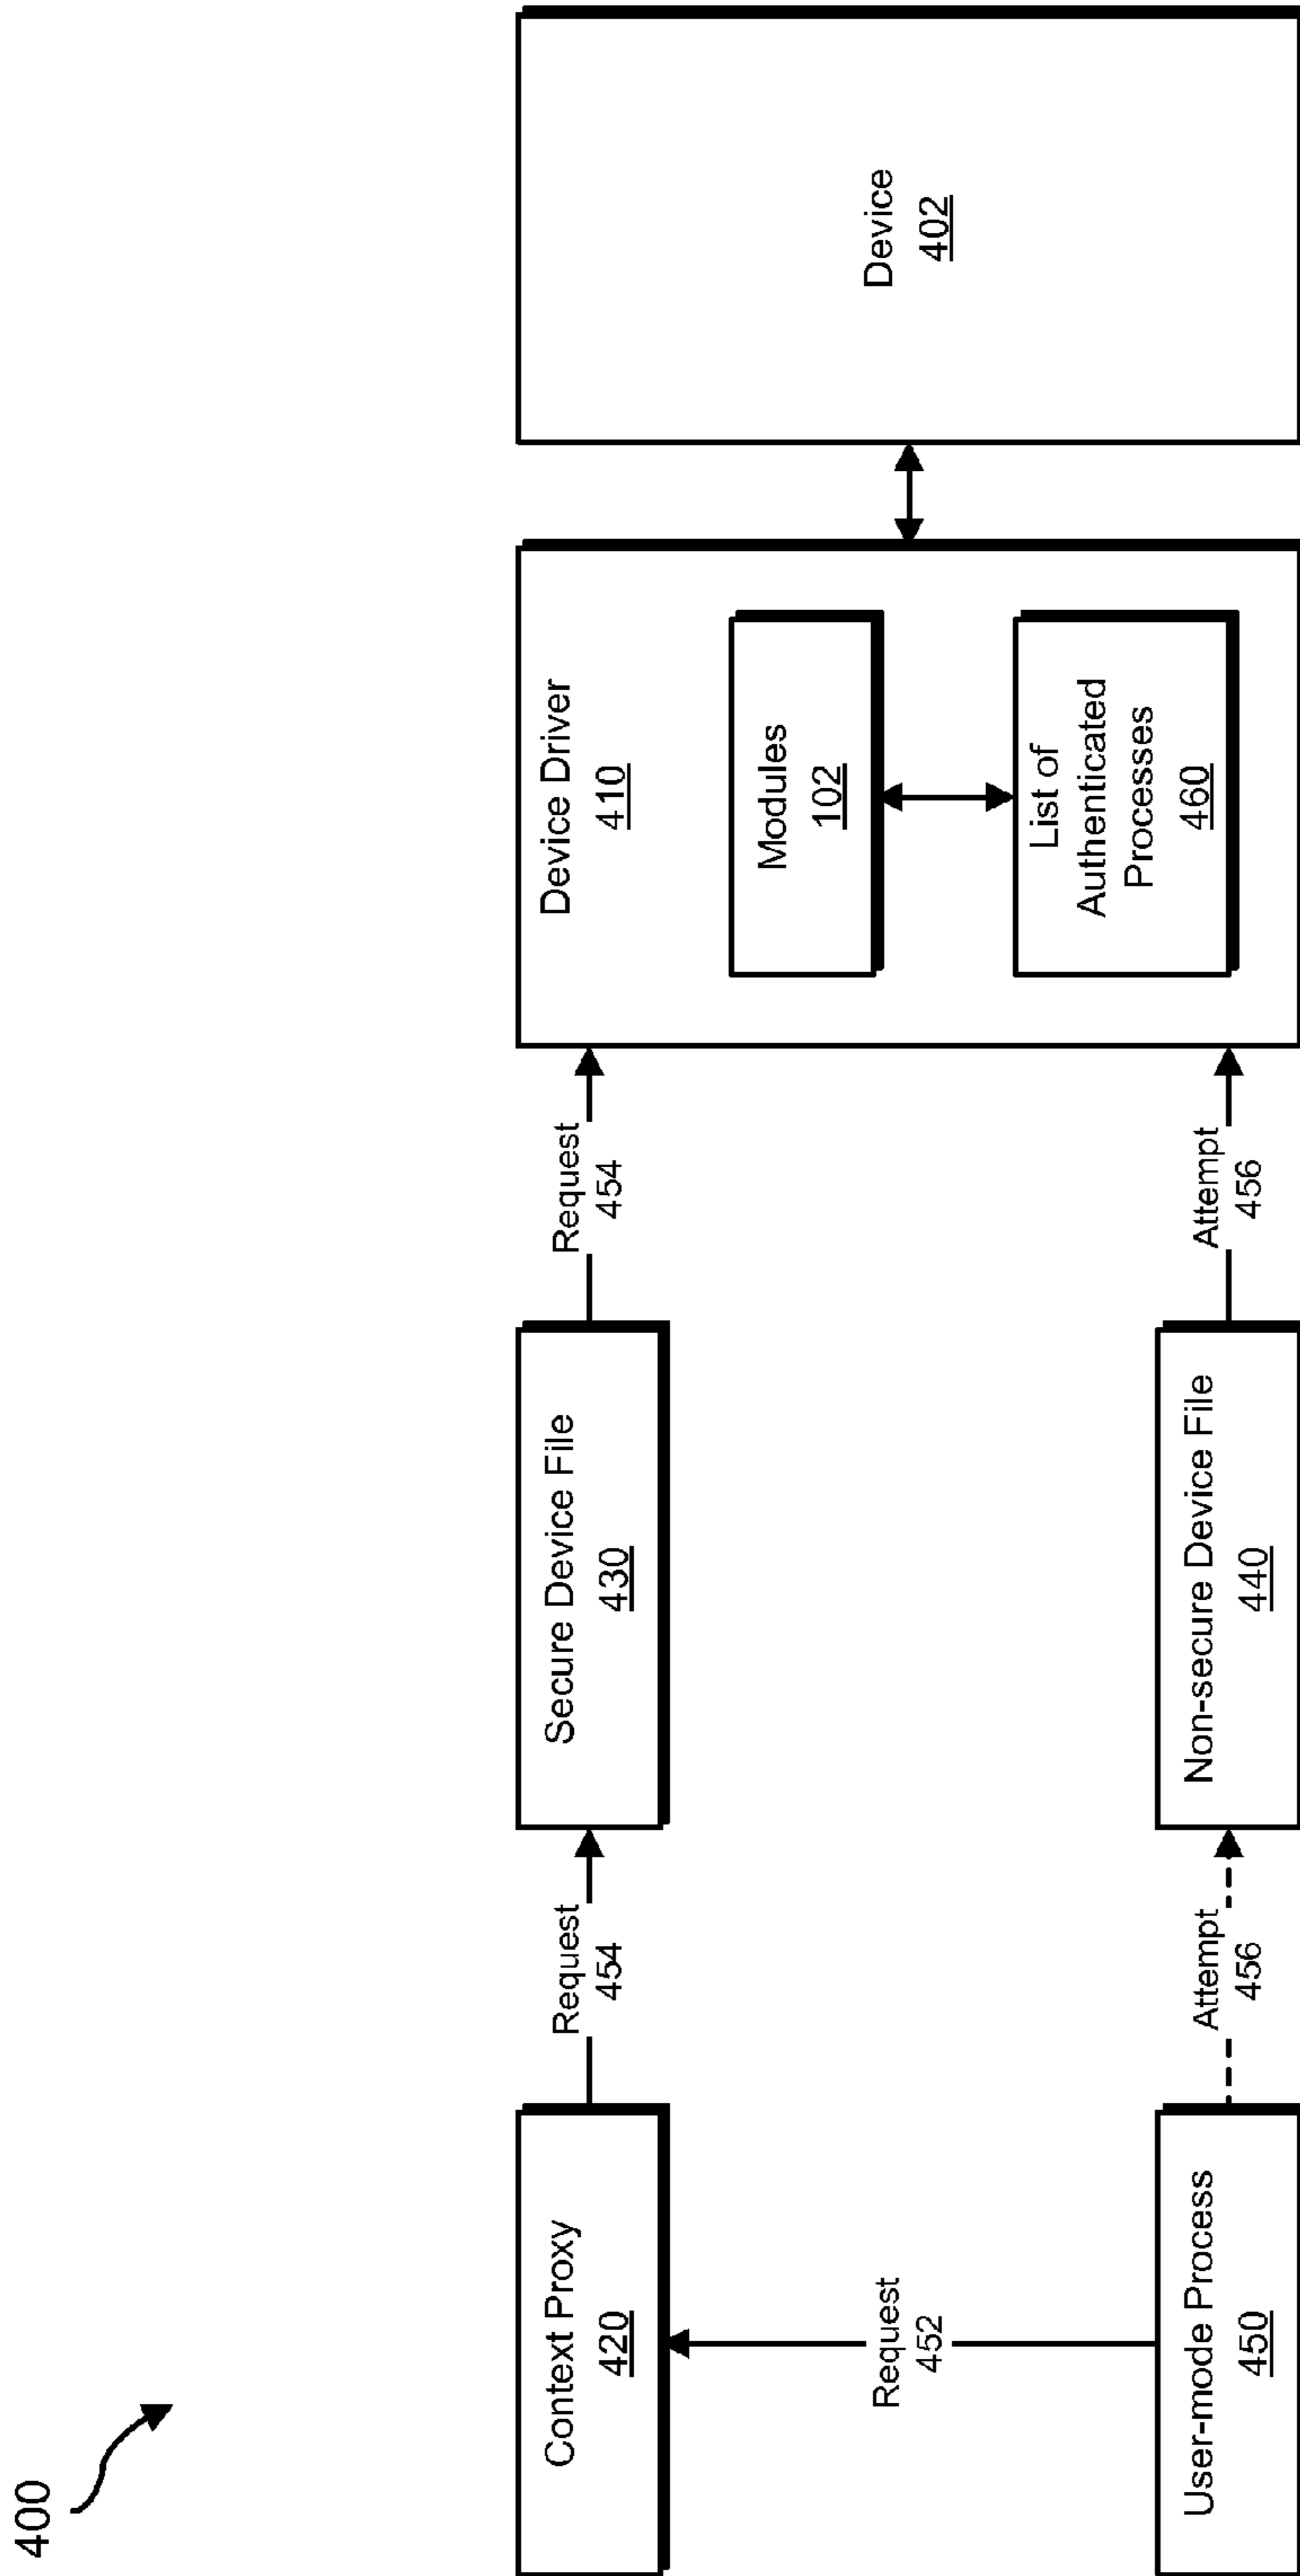 400
Context Proxy
420
Request
454
Secure Device File
430
Request
454
Device Driver
410
Modules
102
List of
Authenticated
Processes
460
Device
402
Request
452
User-mode Process
450
Attempt
456
Non-secure Device File
440
Attempt
456